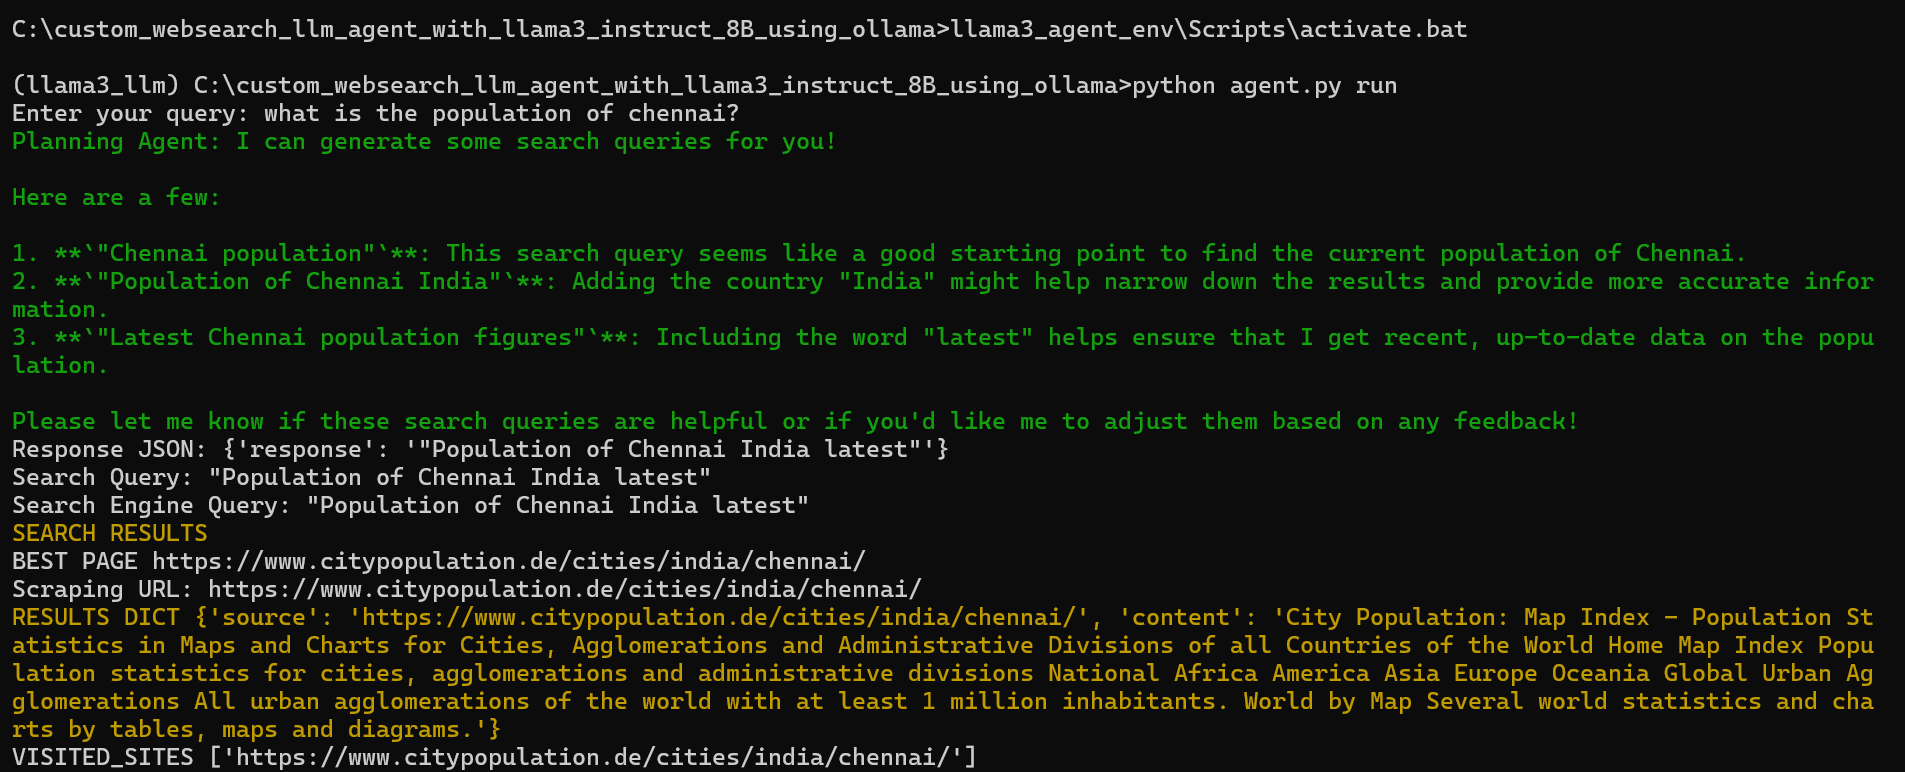 C:\custom_websearch_llm_agent_with_llama3_instruct_8B_using_ollama>llama3_agent_env\Scripts\activate.bat
(llama3_llm) C:\custom_websearch_llm_agent_with_llama3_instruct_8B_using_ollama>python agent.py run
Enter your query: what is the population of chennai?
Planning Agent: I can generate some search queries for you!
Here are a few:
1. **`"Chennai population"`**: This search query seems like a good starting point to find the current population of Chennai.
2. **`"Population of Chennai India"`**: Adding the country "India" might help narrow down the results and provide more accurate infor
mation.
3. **`"Latest Chennai population figures"`**: Including the word "latest" helps ensure that I get recent, up-to-date data on the popu
lation.
Please let me know if these search queries are helpful or if you'd like me to adjust them based on any feedback!
Response JSON: {'response': '"Population of Chennai India latest"'}
Search Query: "Population of Chennai India latest"
Search Engine Query: "Population of Chennai India latest"
SEARCH RESULTS
BEST PAGE https://www.citypopulation.de/cities/india/chennai/
Scraping URL: https://www.citypopulation.de/cities/india/chennai/
RESULTS DICT {'source': 'https://www.citypopulation.de/cities/india/chennai/', 'content': 'City Population: Map Index - Population St
atistics in Maps and Charts for Cities, Agglomerations and Administrative Divisions of all Countries of the World Home Map Index Popu
lation statistics for cities, agglomerations and administrative divisions National Africa America Asia Europe Oceania Global Urban Ag
glomerations All urban agglomerations of the world with at least 1 million inhabitants. World by Map Several world statistics and cha
rts by tables, maps and diagrams.'}
VISITED_SITES ['https://www.citypopulation.de/cities/india/chennai/']